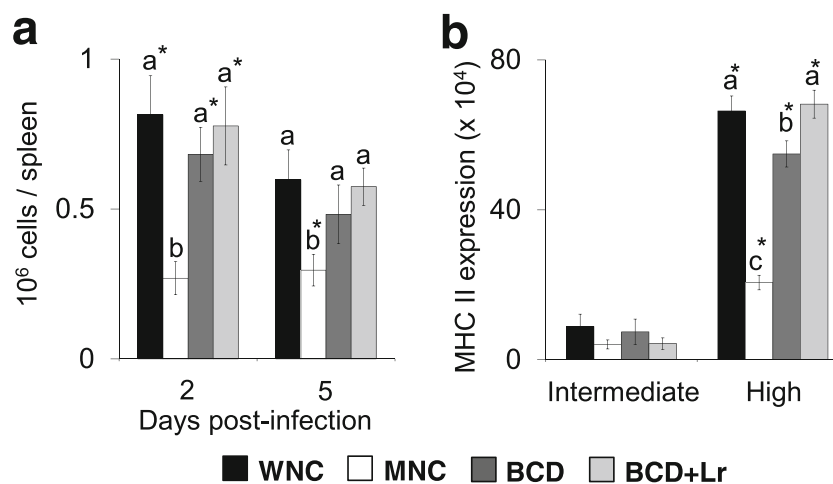 a
1
a*
a*
a*
a
a
a
0.5
b
b*
0
2
5
10⁶ cells / spleen
Days post-infection
b
80
a*
a*
b*
40
c*
0
MHC II expression (x 10⁴)
Intermediate
High
WNC
MNC
BCD
BCD+Lr